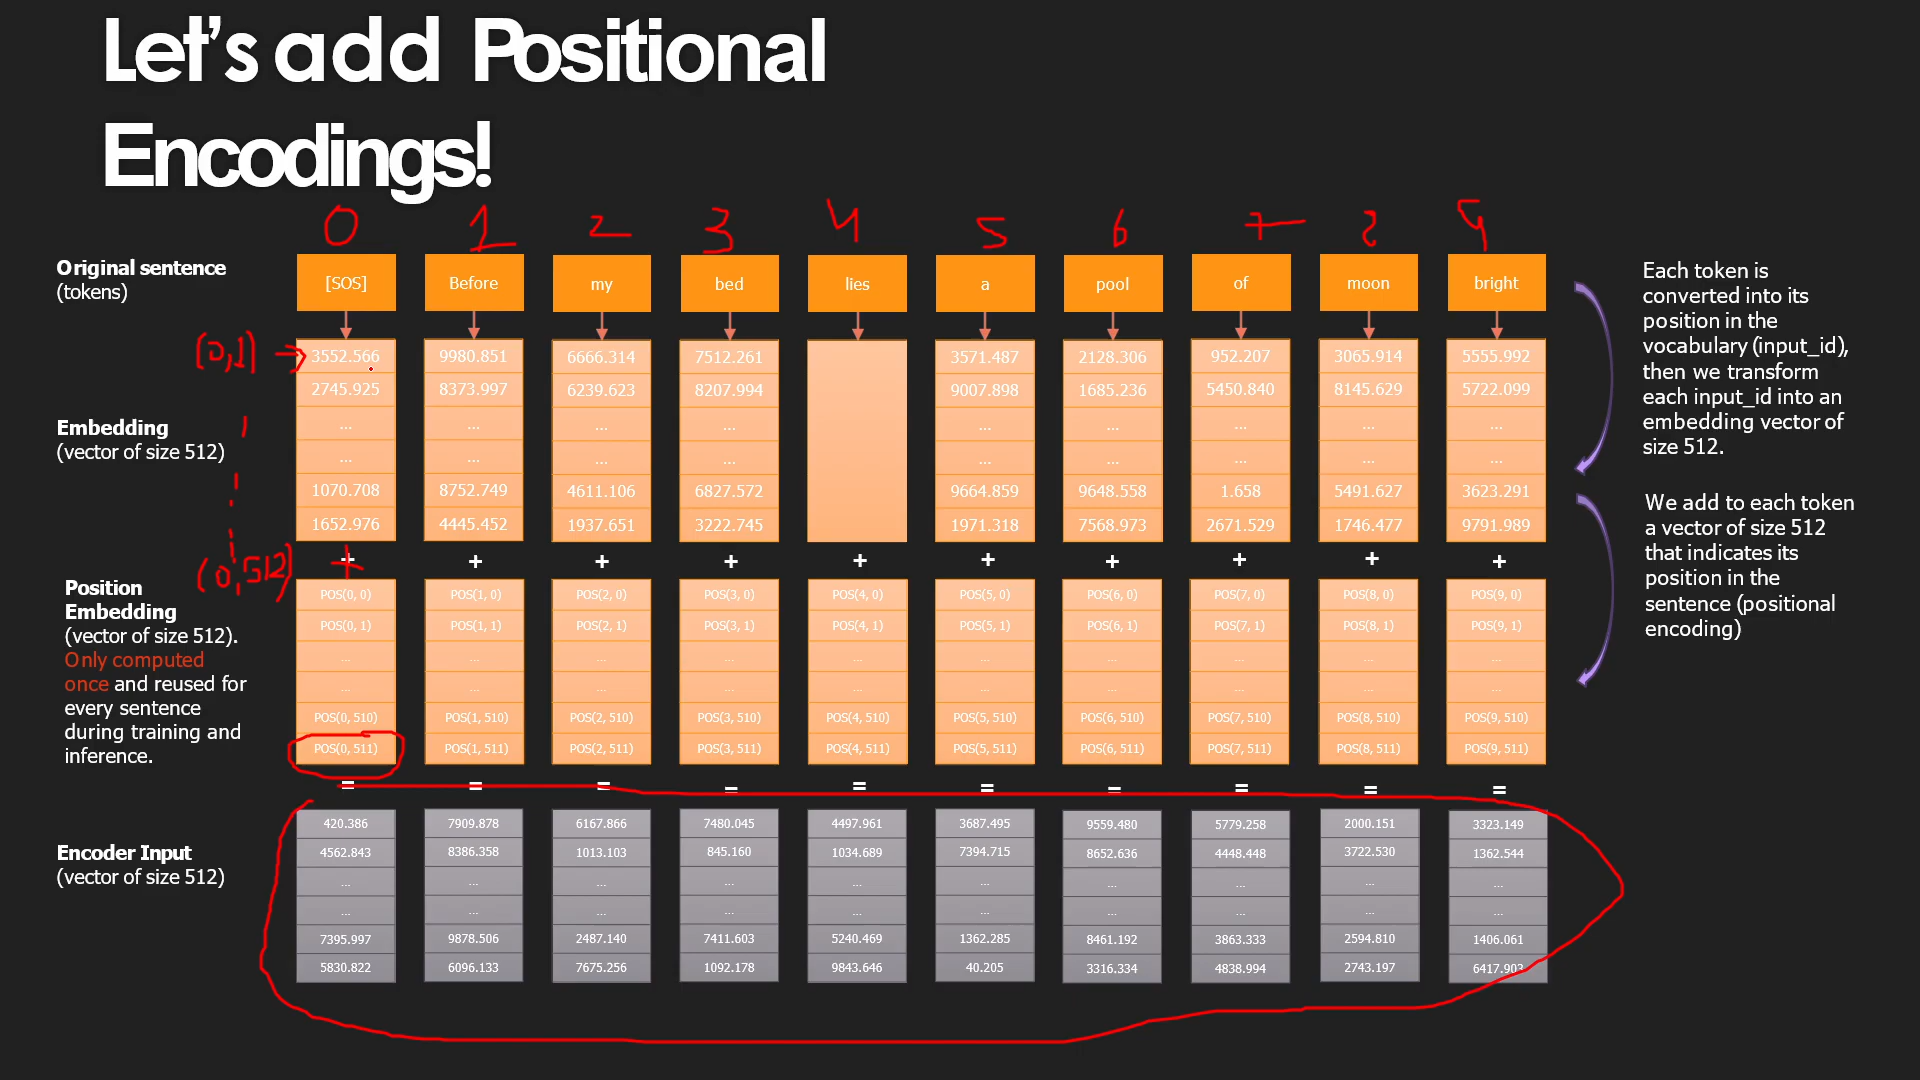 Let's add Positional
Encodings!
0 1 2 3 4 5 6 7 8 9
Original sentence
(tokens)
[SOS] Before my bed lies a pool of moon bright
(0,1)
3552.566 9980.851 6666.314 7512.261 3571.487 2128.306 952.207 3065.914 5555.992
2745.925 8373.997 6239.623 8207.994 9007.898 1685.236 5450.840 8145.629 5722.099
... ... ... ... ... ... ... ... ...
Embedding
(vector of size 512)
... ... ... ... ... ... ... ... ...
1070.708 8752.749 4611.106 6827.572 9664.859 9648.558 1.658 5491.627 3623.291
1652.976 4445.452 1937.651 3222.745 1971.318 7568.973 2671.529 1746.477 9791.989
(0,512)
+ + + + + + + + + +
Position
Embedding
(vector of size 512).
Only computed
once and reused for
every sentence
during training and
inference.
POS(0, 0) POS(1, 0) POS(2, 0) POS(3, 0) POS(4, 0) POS(5, 0) POS(6, 0) POS(7, 0) POS(8, 0) POS(9, 0)
POS(0, 1) POS(1, 1) POS(2, 1) POS(3, 1) POS(4, 1) POS(5, 1) POS(6, 1) POS(7, 1) POS(8, 1) POS(9, 1)
... ... ... ... ... ... ... ... ... ...
... ... ... ... ... ... ... ... ... ...
POS(0, 510) POS(1, 510) POS(2, 510) POS(3, 510) POS(4, 510) POS(5, 510) POS(6, 510) POS(7, 510) POS(8, 510) POS(9, 510)
POS(0, 511) POS(1, 511) POS(2, 511) POS(3, 511) POS(4, 511) POS(5, 511) POS(6, 511) POS(7, 511) POS(8, 511) POS(9, 511)
= = = = = = = = = =
Encoder Input
(vector of size 512)
420.386 7909.878 6167.866 7480.045 4497.961 3687.495 9559.480 5779.258 2000.151 3323.149
4562.843 8386.358 1013.103 845.160 1034.689 7394.715 8652.636 4448.448 3722.530 1362.544
... ... ... ... ... ... ... ... ... ...
... ... ... ... ... ... ... ... ... ...
7395.997 9878.506 2487.140 7411.603 5240.469 1362.285 8461.192 3863.333 2594.810 1406.061
5830.822 6096.133 7675.256 1092.178 9843.646 40.205 3316.334 4838.994 2743.197 6417.903
Each token is
converted into its
position in the
vocabulary (input_id),
then we transform
each input_id into an
embedding vector of
size 512.
We add to each token
a vector of size 512
that indicates its
position in the
sentence (positional
encoding)